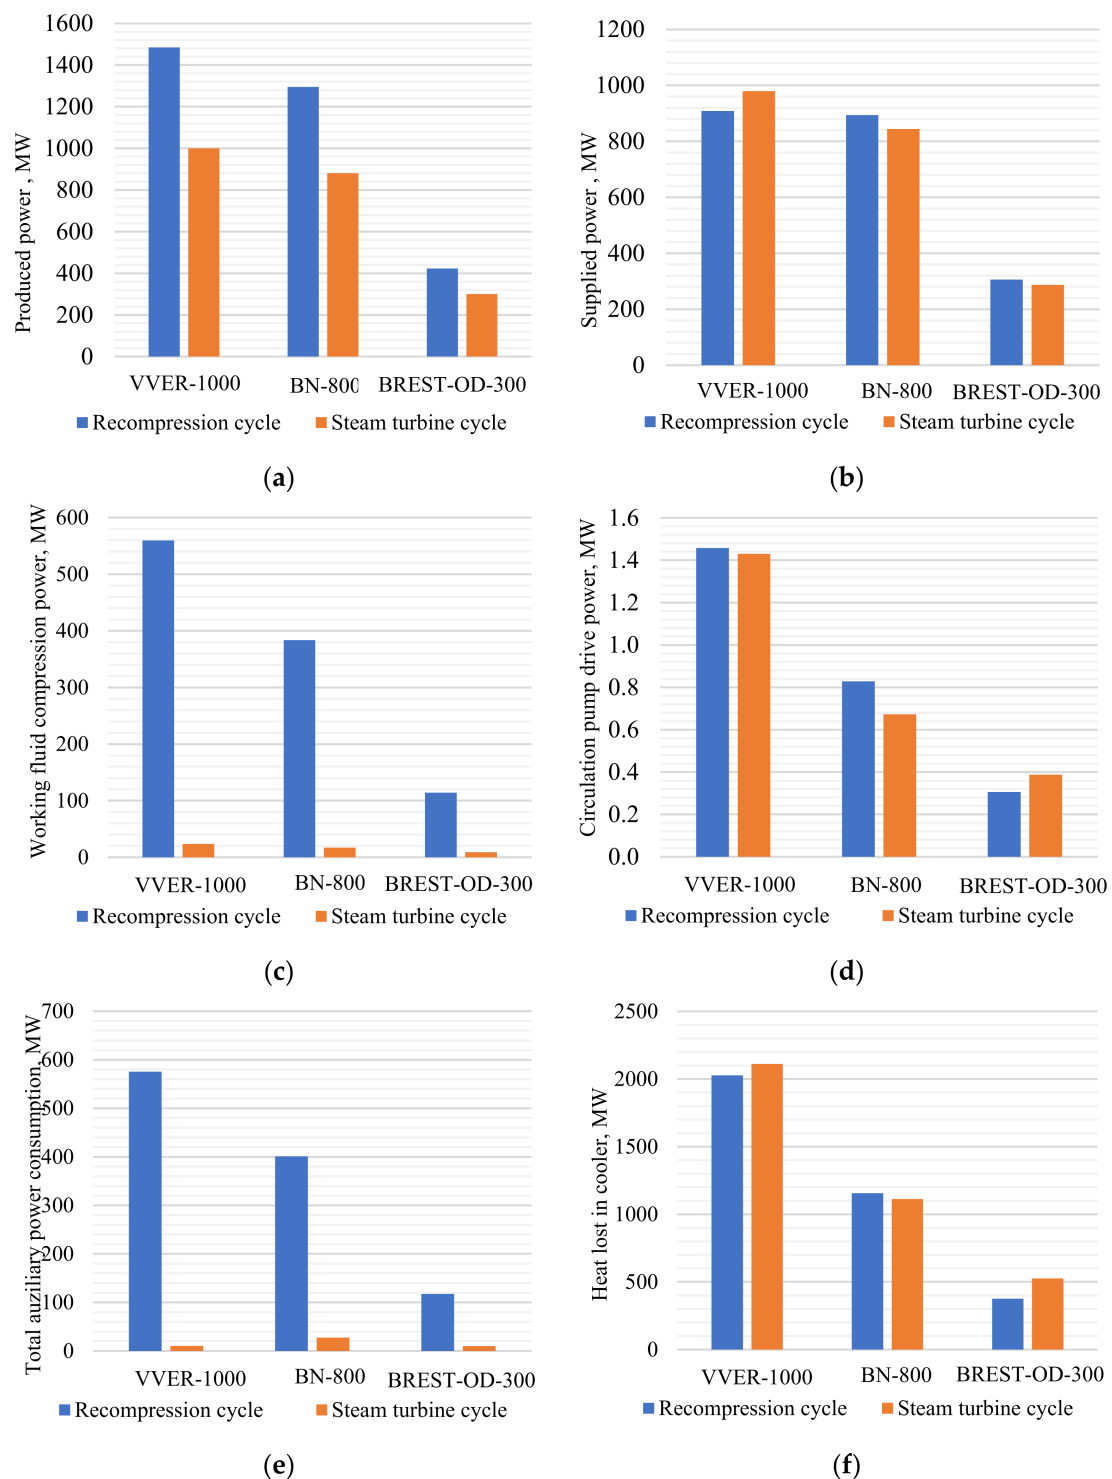 1600
1400
1200
1000
800
600
400
200
0
Produced power , MW
VVER-1000 BN-800 BREST-OD-300
Recompression cycle Steam turbine cycle
(a)
1200
1000
800
600
400
200
0
Supplied power , MW
VVER-1000 BN-800 BREST-OD-300
Recompression cycle Steam turbine cycle
(b)
600
500
400
300
200
100
0
Working fluid compression power, MW
VVER-1000 BN-800 BREST-OD-300
Recompression cycle Steam turbine cycle
(c)
1.6
1.4
1.2
1.0
0.8
0.6
0.4
0.2
0.0
Circulation pump drive power, MW
VVER-1000 BN-800 BREST-OD-300
Recompression cycle Steam turbine cycle
(d)
700
600
500
400
300
200
100
0
Total auziliary power consumption, MW
VVER-1000 BN-800 BREST-OD-300
Recompression cycle Steam turbine cycle
(e)
2500
2000
1500
1000
500
0
Heat lost in cooler, MW
VVER-1000 BN-800 BREST-OD-300
Recompression cycle Steam turbine cycle
(f)